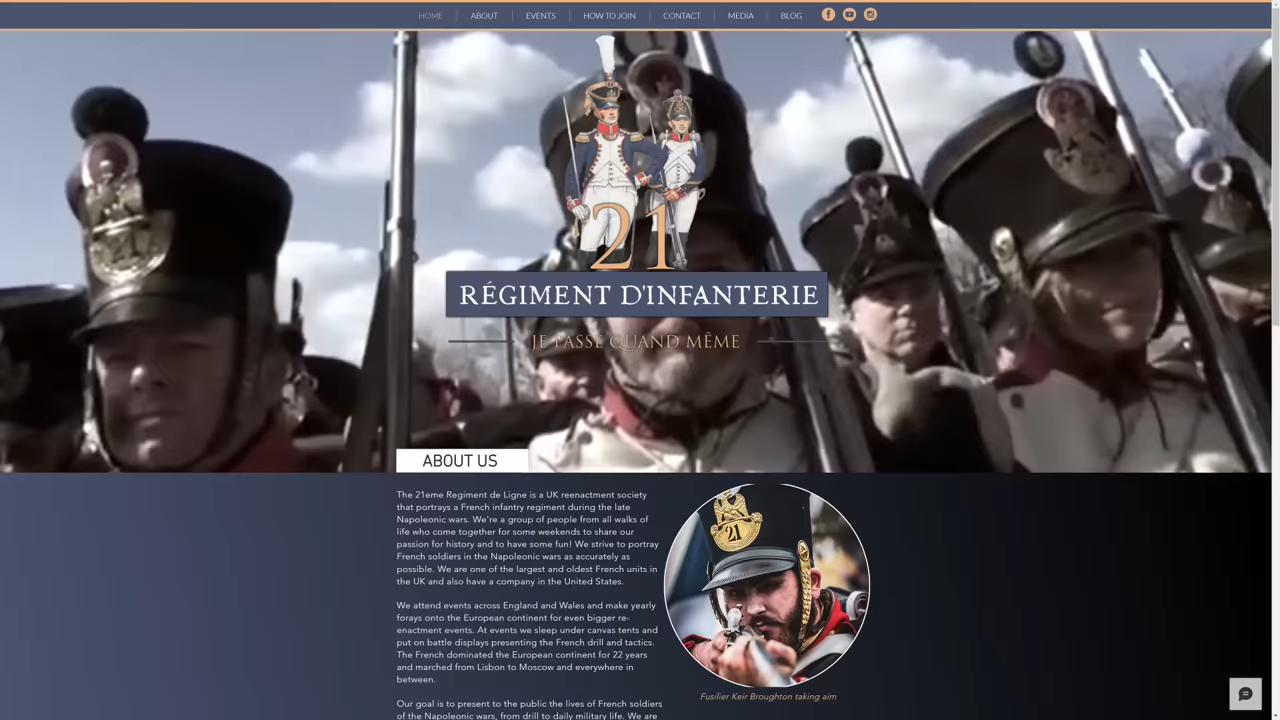 HOME
ABOUT
EVENTS
HOW TO JOIN
CONTACT
MEDIA
BLOG
21
RÉGIMENT D'INFANTERIE
JE PASSE QUAND MÊME
ABOUT US
The 21eme Regiment de Ligne is a UK reenactment society
that portrays a French infantry regiment during the late
Napoleonic wars. We're a group of people from all walks of
life who come together for some weekends to share our
passion for history and to have some fun! We strive to portray
French soldiers in the Napoleonic wars as accurately as
possible. We are one of the largest and oldest French units in
the UK and also have a company in the United States.
We attend events across England and Wales and make yearly
forays onto the European continent for even bigger re-
enactment events. At events we sleep under canvas tents and
put on battle displays presenting the French drill and tactics.
The French dominated the European continent for 22 years
and marched from Lisbon to Moscow and everywhere in
between.
Our goal is to present to the public the lives of French soldiers
of the Napoleonic wars, from drill to daily military life. We are
21
Fusilier Keir Broughton taking aim